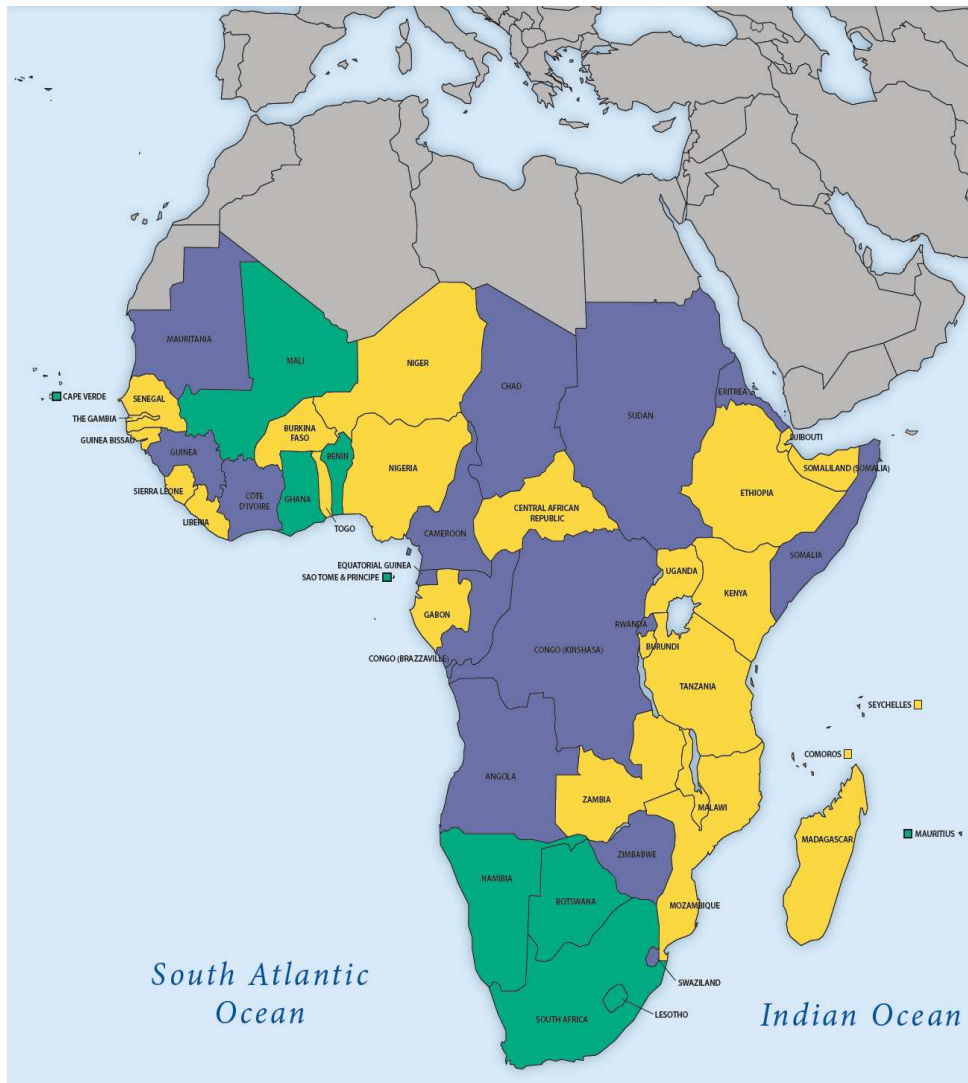 MAURITANIA
MALI
NIGER
CHAD
SUDAN
ERITREA
CAPE VERDE
SENEGAL
THE GAMBIA
GUINEA BISSAU
GUINEA
BURKINA
FASO
BENIN
NIGERIA
DJIBOUTI
SOMALILAND (SOMALIA)
ETHIOPIA
SIERRA LEONE
CÔTE
D'IVOIRE
GHANA
LIBERIA
TOGO
CENTRAL AFRICAN
REPUBLIC
CAMEROON
SOMALIA
EQUATORIAL GUINEA
SAO TOME & PRINCIPE
UGANDA
KENYA
GABON
RWANDA
CONGO (BRAZZAVILLE)
CONGO (KINSHASA)
BURUNDI
TANZANIA
SEYCHELLES
COMOROS
ANGOLA
ZAMBIA
MALAWI
MADAGASCAR
MAURITIUS
ZIMBABWE
NAMIBIA
BOTSWANA
MOZAMBIQUE
South Atlantic
Ocean
SWAZILAND
LESOTHO
SOUTH AFRICA
Indian Ocean